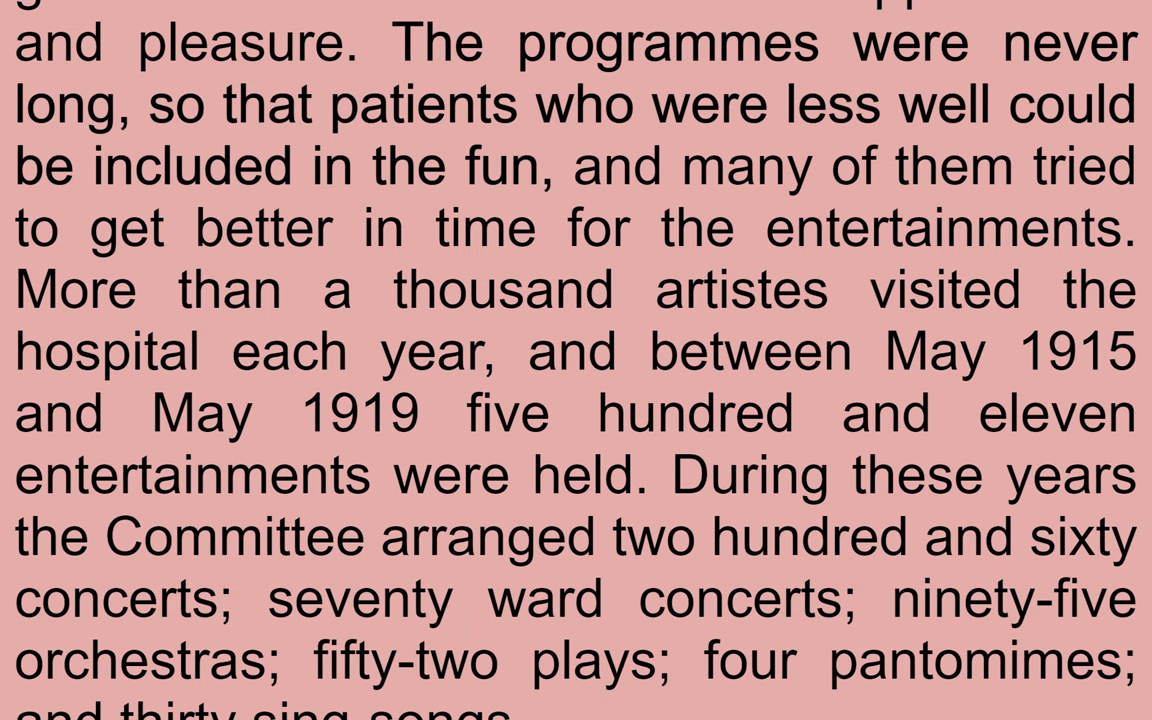 and pleasure. The programmes were never
long, so that patients who were less well could
be included in the fun, and many of them tried
to get better in time for the entertainments.
More than a thousand artistes visited the
hospital each year, and between May 1915
and May 1919 five hundred and eleven
entertainments were held. During these years
the Committee arranged two hundred and sixty
concerts; seventy ward concerts; ninety-five
orchestras; fifty-two plays; four pantomimes;
and thirty sing-songs.